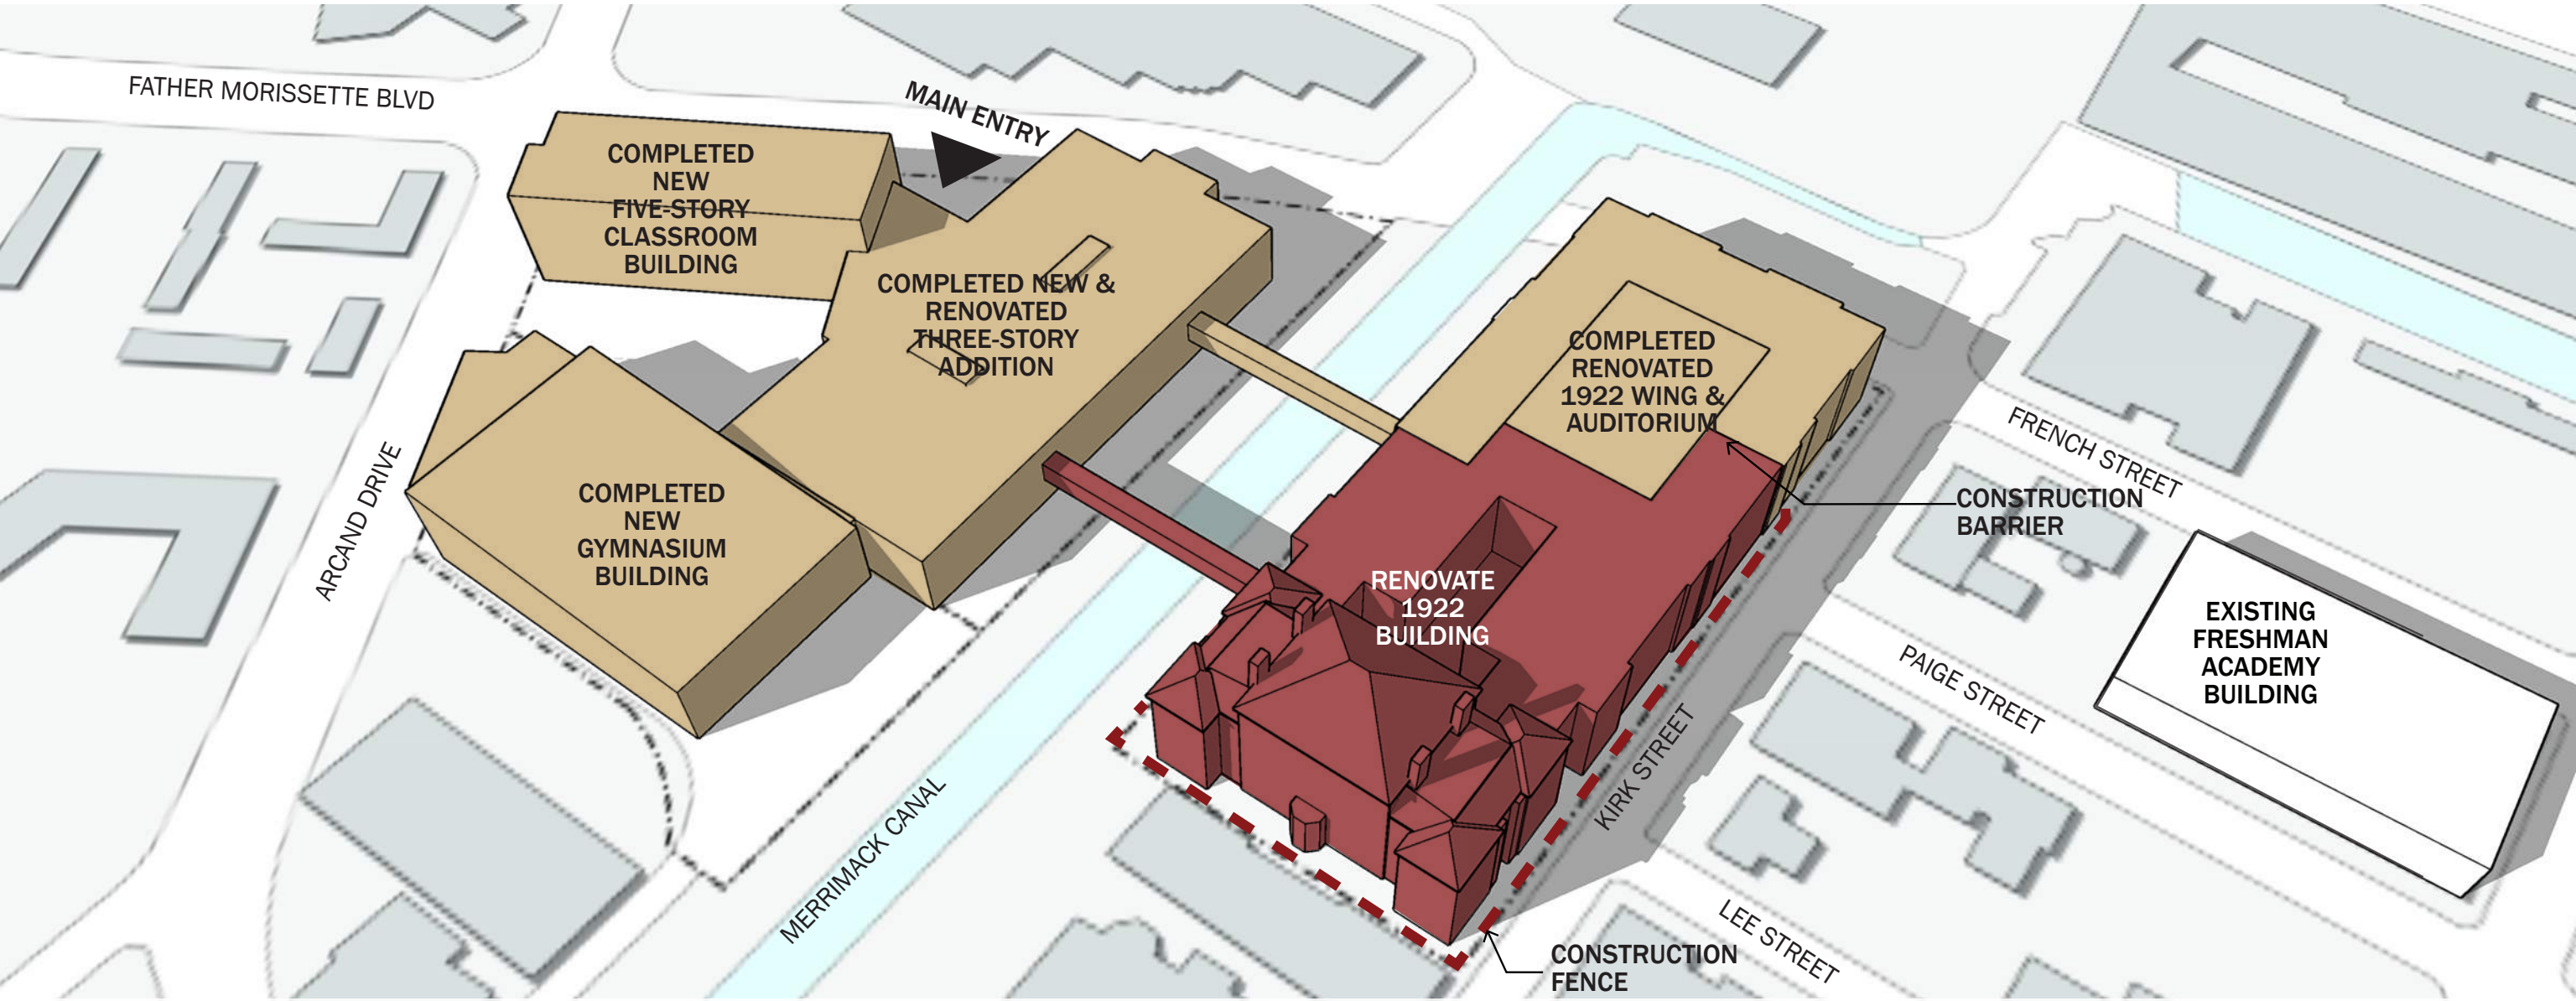 FATHER MORISSETTE BLVD
MAIN ENTRY
COMPLETED
NEW
FIVE-STORY
CLASSROOM
BUILDING
COMPLETED NEW &
RENOVATED
THREE-STORY
ADDITION
COMPLETED
RENOVATED
1922 WING &
AUDITORIUM
FRENCH STREET
ARCAND DRIVE
COMPLETED
NEW
GYMNASIUM
BUILDING
CONSTRUCTION
BARRIER
RENOVATE
1922
BUILDING
EXISTING
FRESHMAN
ACADEMY
BUILDING
PAIGE STREET
KIRK STREET
MERRIMACK CANAL
LEE STREET
CONSTRUCTION
FENCE